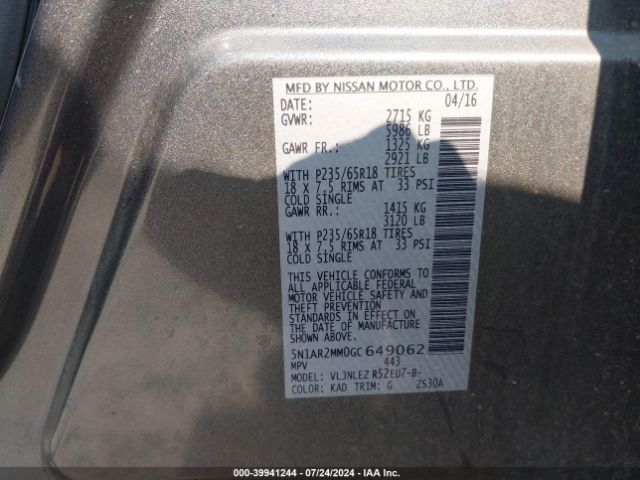 MFD BY NISSAN MOTOR CO., LTD.
DATE: 04/16
GVWR: 2715 KG
5986 LB
GAWR FR.: 1325 KG
2921 LB
WITH P235/65R18 TIRES
18 X 7.5 RIMS AT 33 PSI
COLD SINGLE
GAWR RR.: 1415 KG
3120 LB
WITH P235/65R18 TIRES
18 X 7.5 RIMS AT 33 PSI
COLD SINGLE
THIS VEHICLE CONFORMS TO
ALL APPLICABLE FEDERAL
MOTOR VEHICLE SAFETY AND
THEFT PREVENTION
STANDARDS IN EFFECT ON
THE DATE OF MANUFACTURE
SHOWN ABOVE.
5N1AR2MM0GC649062
MPV 443
MODEL: VLJNLEZ R52EU7-B-
COLOR: KAD TRIM: G 2S30A
000-39941244 / 07/24/2024 / IAA Inc.